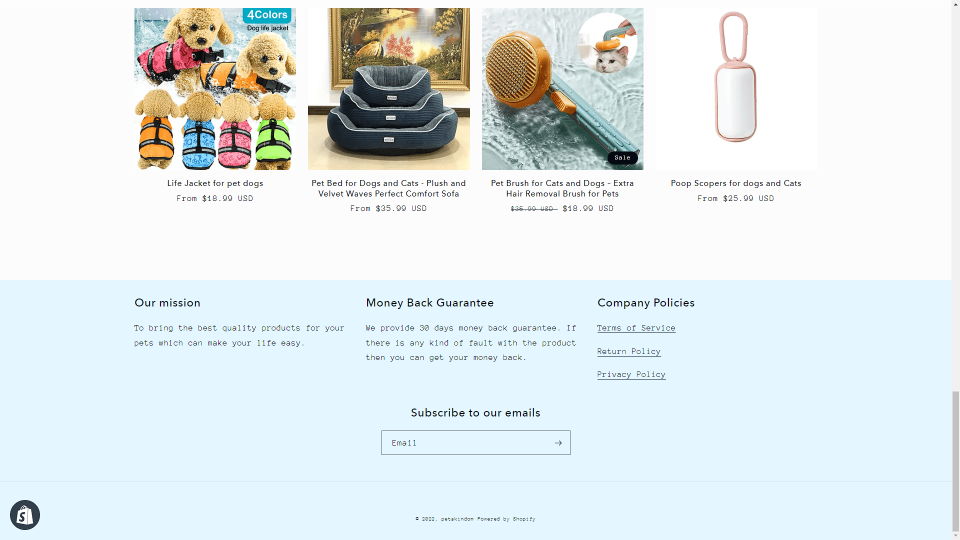 4Colors
Dog life jacket
Sale
Life Jacket for pet dogs
From $18.99 USD
Pet Bed for Dogs and Cats - Plush and
Velvet Waves Perfect Comfort Sofa
From $35.99 USD
Pet Brush for Cats and Dogs - Extra
Hair Removal Brush for Pets
$35.99 USD $18.99 USD
Poop Scopers for dogs and Cats
From $25.99 USD
Our mission
To bring the best quality products for your
pets which can make your life easy.
Money Back Guarantee
We provide 30 days money back guarantee. If
there is any kind of fault with the product
then you can get your money back.
Company Policies
Terms of Service
Return Policy
Privacy Policy
Subscribe to our emails
Email
© 2022, petskindom Powered by Shopify